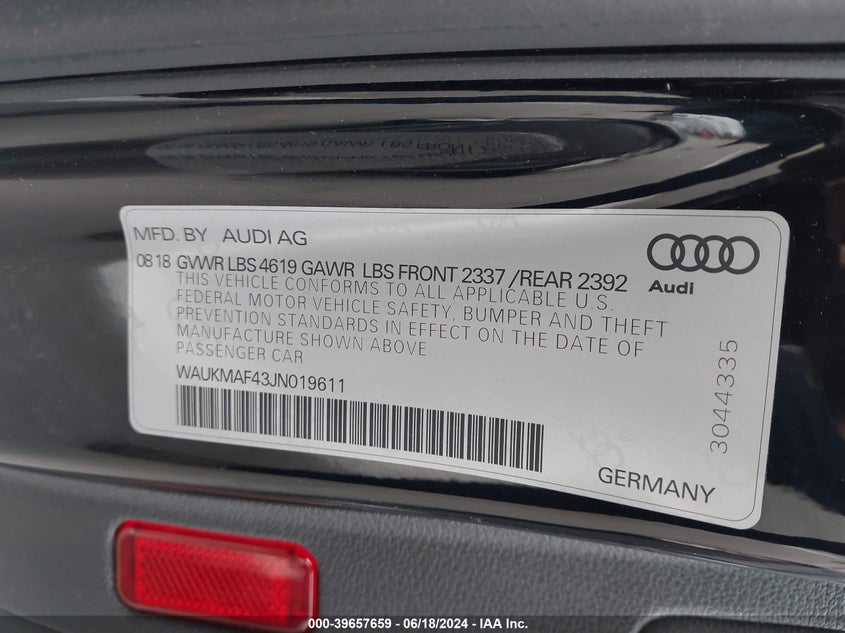 MFD. BY AUDI AG
08 18 GVWR LBS 4619 GAWR LBS FRONT 2337 /REAR 2392
THIS VEHICLE CONFORMS TO ALL APPLICABLE U.S.
FEDERAL MOTOR VEHICLE SAFETY, BUMPER AND THEFT
PREVENTION STANDARDS IN EFFECT ON THE DATE OF
MANUFACTURE SHOWN ABOVE
PASSENGER CAR
WAUKMAF43JN019611
Audi
3044335
GERMANY
000-39657659 - 06/18/2024 - IAA Inc.